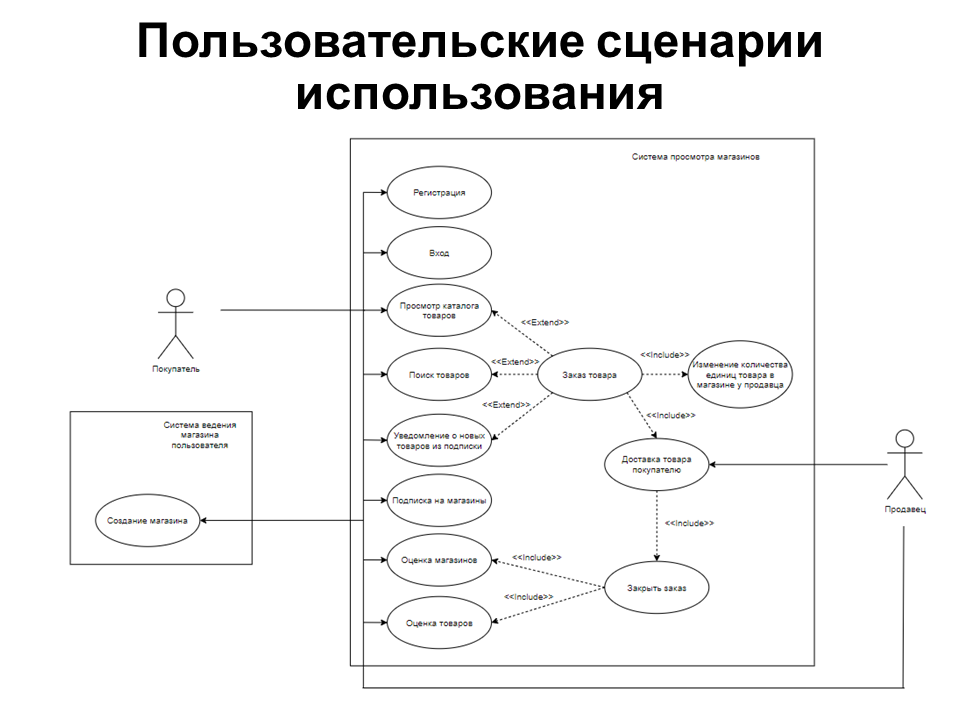 Пользовательские сценарии
использования
Система просмотра магазинов
Регистрация
Вход
Просмотр каталога
товаров
<<Extend>>
Покупатель
Поиск товаров
<<Extend>>
Заказ товара
<<Include>>
Изменение количества
единиц товара в
магазине у продавца
<<Extend>>
<<Include>>
Система ведения
магазина
пользователя
Уведомление о новых
товаров из подписки
Доставка товара
покупателю
Продавец
Подписка на магазины
Создание магазина
<<Include>>
Оценка магазинов
<<Include>>
Закрыть заказ
<<Include>>
Оценка товаров